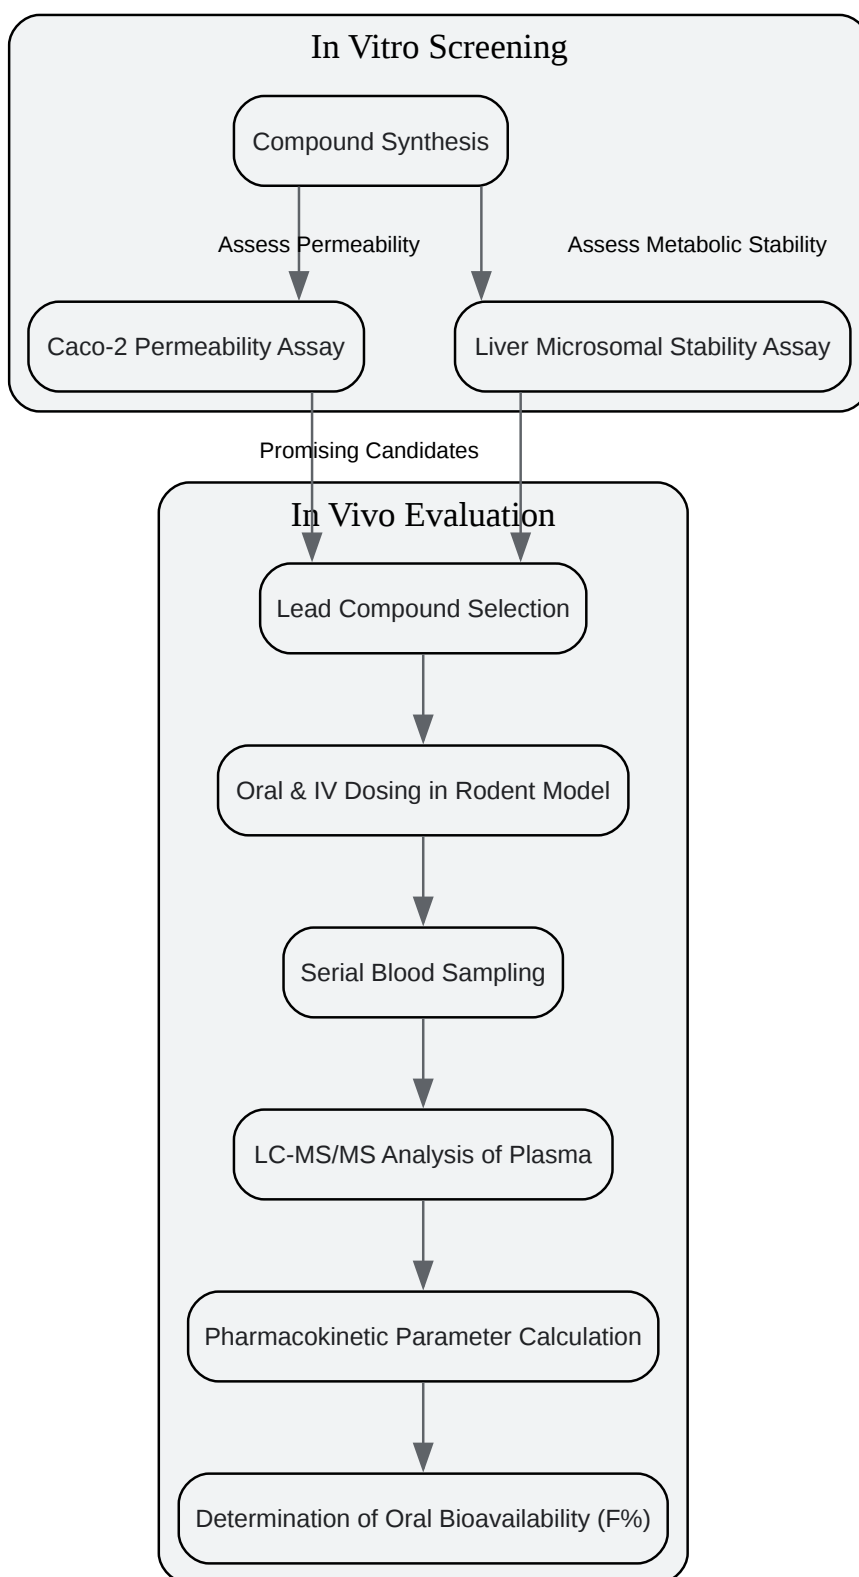 In Vitro Screening
Compound Synthesis
Assess Permeability
Assess Metabolic Stability
Caco-2 Permeability Assay
Liver Microsomal Stability Assay
Promising Candidates
In Vivo Evaluation
Lead Compound Selection
Oral & IV Dosing in Rodent Model
Serial Blood Sampling
LC-MS/MS Analysis of Plasma
Pharmacokinetic Parameter Calculation
Determination of Oral Bioavailability (F%)